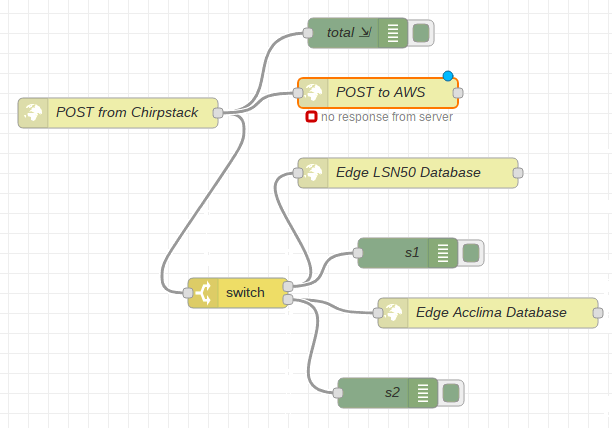 total ⇲
POST to AWS
POST from Chirpstack
no response from server
Edge LSN50 Database
s1
switch
Edge Acclima Database
s2